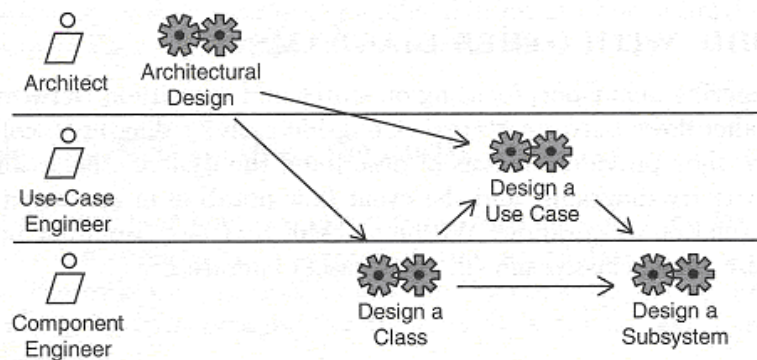 Architect
Architectural
Design
Use-Case
Engineer
Design a
Use Case
Component
Engineer
Design a
Class
Design a
Subsystem